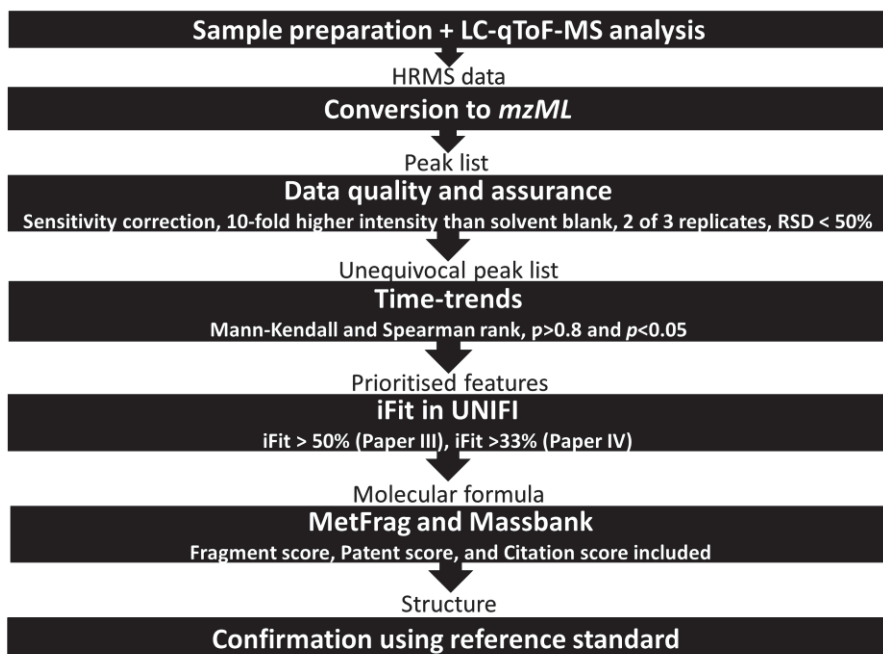 Sample preparation + LC-qToF-MS analysis
HRMS data
Conversion to mzML
Peak list
Data quality and assurance
Sensitivity correction, 10-fold higher intensity than solvent blank, 2 of 3 replicates, RSD < 50%
Unequivocal peak list
Time-trends
Mann-Kendall and Spearman rank, p>0.8 and p<0.05
Prioritised features
iFit in UNIFI
iFit > 50% (Paper III), iFit >33% (Paper IV)
Molecular formula
MetFrag and Massbank
Fragment score, Patent score, and Citation score included
Structure
Confirmation using reference standard